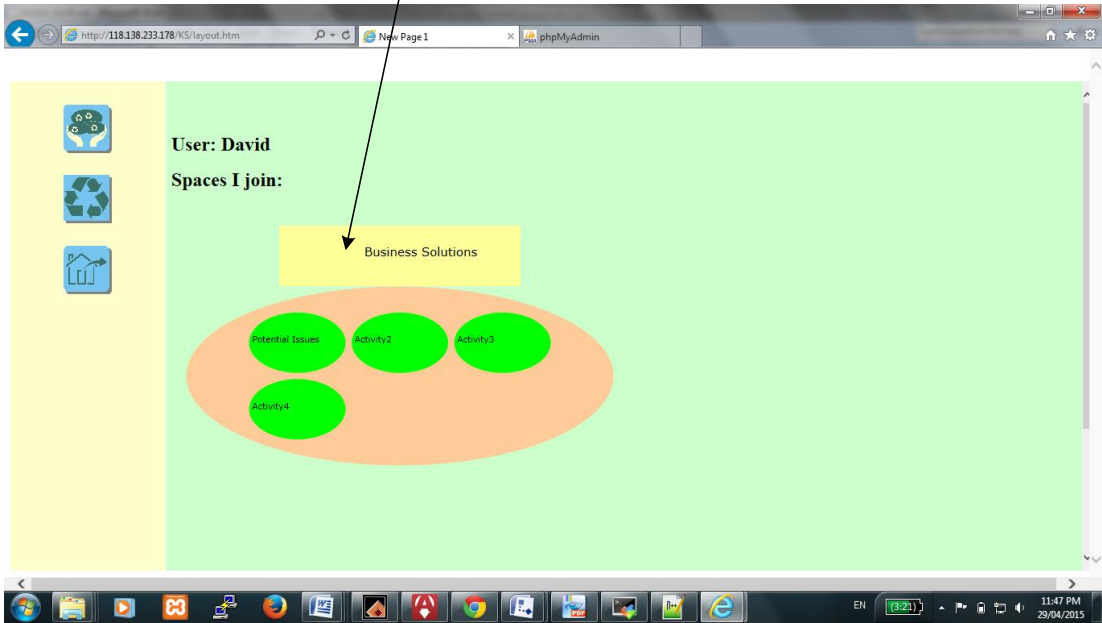 http://118.138.233.178/KS/layout.htm
New Page 1
phpMyAdmin
User: David
Spaces I join:
Business Solutions
Potential Issues
Activity2
Activity3
Activity4
EN
(3:21)
11:47 PM
29/04/2015